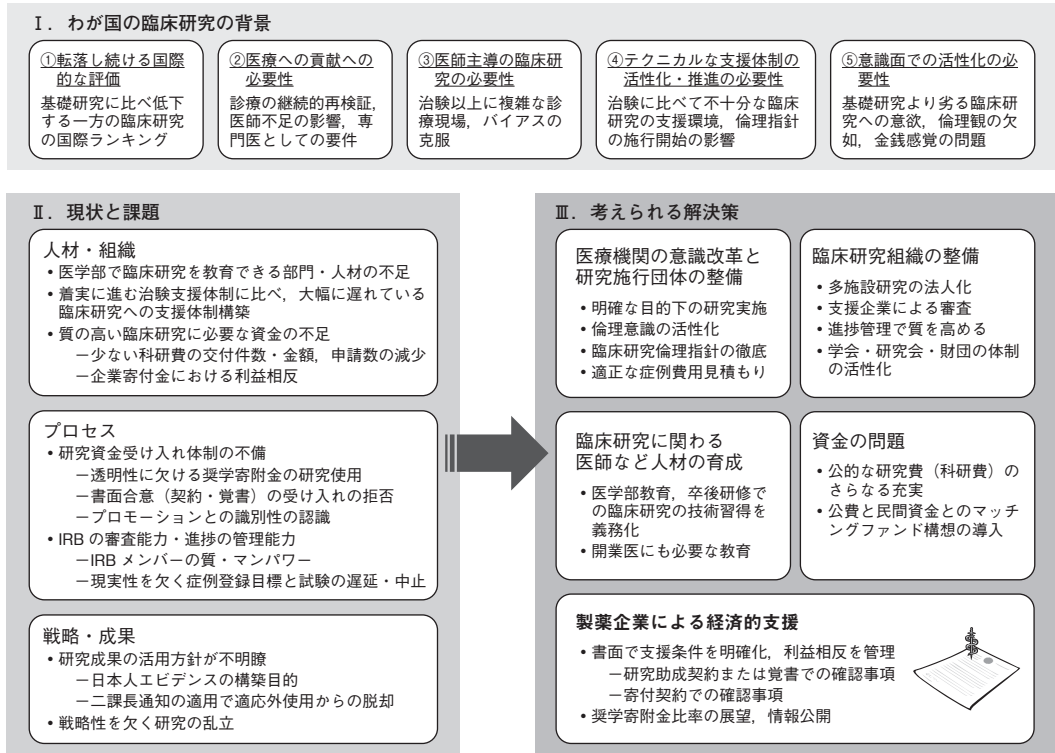 Ⅰ．わが国の臨床研究の背景
①転落し続ける国際
的な評価
基礎研究に比べ低下
する一方の臨床研究
の国際ランキング
②医療への貢献への
必要性
診療の継続的再検証，
医師不足の影響，専
門医としての要件
③医師主導の臨床研
究の必要性
治験以上に複雑な診
療現場，バイアスの
克服
④テクニカルな支援体制の
活性化・推進の必要性
治験に比べて不十分な臨床
研究の支援環境，倫理指針
の施行開始の影響
⑤意識面での活性化の必
要性
基礎研究より劣る臨床研
究への意欲，倫理観の欠
如，金銭感覚の問題
Ⅱ．現状と課題
人材・組織
•医学部で臨床研究を教育できる部門・人材の不足
•着実に進む治験支援体制に比べ，大幅に遅れている
臨床研究への支援体制構築
•質の高い臨床研究に必要な資金の不足
－少ない科研費の交付件数・金額，申請数の減少
－企業寄付金における利益相反
プロセス
•研究資金受け入れ体制の不備
－透明性に欠ける奨学寄附金の研究使用
－書面合意（契約・覚書）の受け入れの拒否
－プロモーションとの識別性の認識
•IRB の審査能力・進捗の管理能力
－IRB メンバーの質・マンパワー
－現実性を欠く症例登録目標と試験の遅延・中止
戦略・成果
•研究成果の活用方針が不明瞭
－日本人エビデンスの構築目的
－二課長通知の適用で適応外使用からの脱却
•戦略性を欠く研究の乱立
Ⅲ．考えられる解決策
医療機関の意識改革と
研究施行団体の整備
•明確な目的下の研究実施
•倫理意識の活性化
•臨床研究倫理指針の徹底
•適正な症例費用見積もり
臨床研究組織の整備
•多施設研究の法人化
•支援企業による審査
•進捗管理で質を高める
•学会・研究会・財団の体制
の活性化
臨床研究に関わる
医師など人材の育成
•医学部教育，卒後研修で
の臨床研究の技術習得を
義務化
•開業医にも必要な教育
資金の問題
•公的な研究費（科研費）の
さらなる充実
•公費と民間資金とのマッチ
ングファンド構想の導入
製薬企業による経済的支援
•書面で支援条件を明確化，利益相反を管理
－研究助成契約または覚書での確認事項
－寄付契約での確認事項
•奨学寄附金比率の展望，情報公開